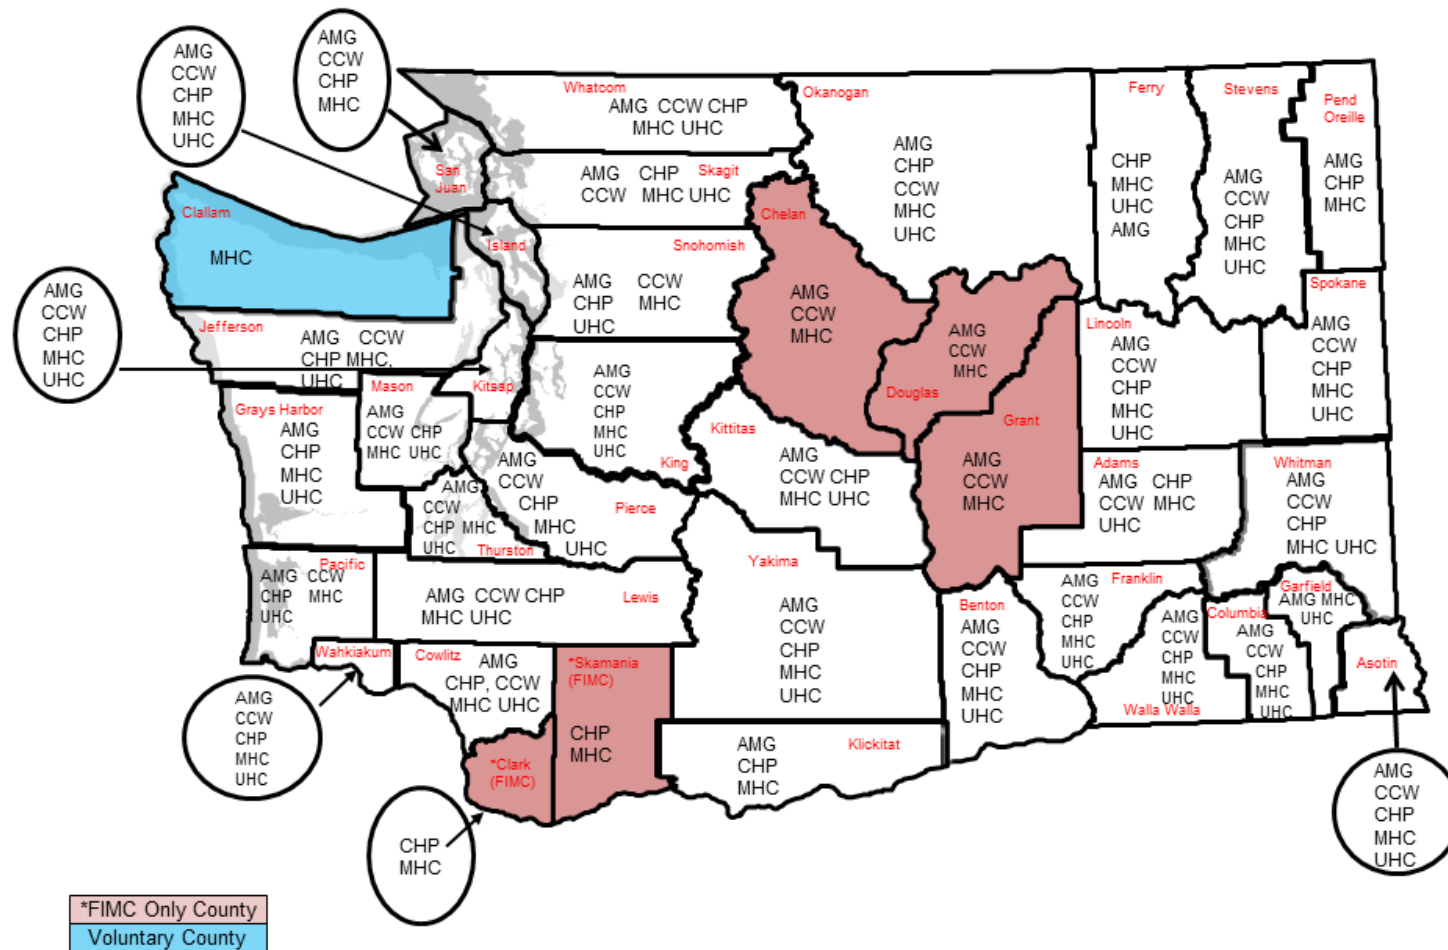 AMG
CCW
CHP
MHC
UHC
AMG
CCW
CHP
MHC
Whatcom
AMG CCW CHP
MHC UHC
Okanogan
AMG
CHP
CCW
MHC
UHC
Ferry
CHP
MHC
UHC
AMG
Stevens
AMG
CCW
CHP
MHC
UHC
Pend
Oreille
AMG
CHP
MHC
San
Juan
Skagit
AMG CHP
CCW MHC UHC
Clallam
MHC
Island
Snohomish
AMG CCW
CHP MHC
UHC
Chelan
AMG
CCW
MHC
Spokane
AMG
CCW
CHP
MHC
UHC
AMG
CCW
CHP
MHC
UHC
Jefferson
AMG CCW
CHP MHC,
UHC
Kitsap
AMG
CCW
CHP
MHC
UHC
King
AMG
CCW
MHC
Douglas
Lincoln
AMG
CCW
CHP
MHC
UHC
Grays Harbor
AMG
CHP
MHC
UHC
Mason
AMG
CCW CHP
MHC UHC
Kittitas
AMG
CCW CHP
MHC UHC
Grant
AMG
CCW
MHC
Adams
AMG CHP
CCW MHC
UHC
Whitman
AMG
CCW
CHP
MHC UHC
AMG
CCW
CHP MHC
UHC
Thurston
AMG
CCW
CHP
MHC
UHC
Pierce
Pacific
AMG CCW
CHP MHC
UHC
AMG CCW CHP
MHC UHC
Lewis
Yakima
AMG
CCW
CHP
MHC
UHC
Benton
AMG
CCW
CHP
MHC
UHC
Franklin
AMG
CCW
CHP
MHC
UHC
AMG
CCW
CHP
MHC
UHC
Walla Walla
Columbia
AMG
CCW
CHP
MHC
UHC
Garfield
AMG MHC
UHC
Asotin
Wahkiakum
Cowlitz
AMG
CHP, CCW
MHC UHC
*Skamania
(FIMC)
CHP
MHC
AMG
CCW
CHP
MHC
UHC
*Clark
(FIMC)
AMG
CHP
MHC
Klickitat
AMG
CCW
CHP
MHC
UHC
CHP
MHC
*FIMC Only County
Voluntary County